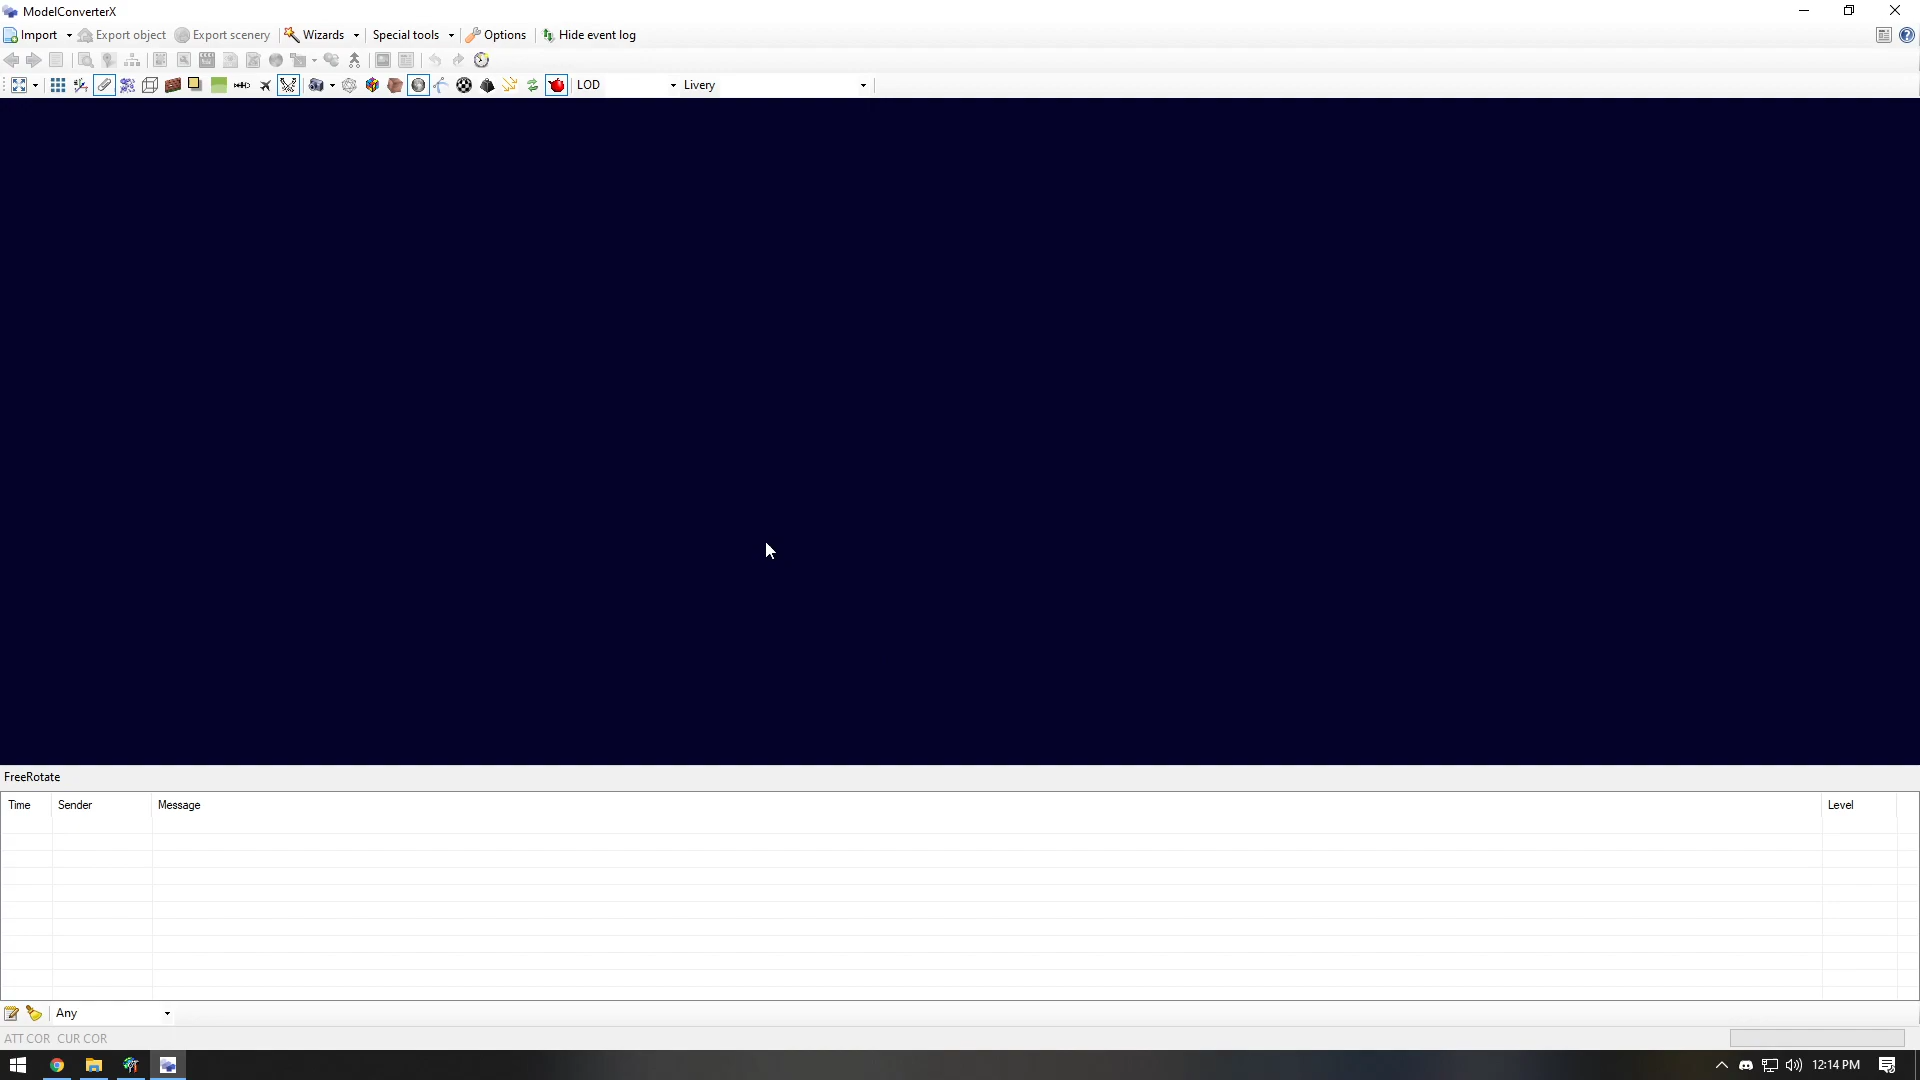 ModelConverterX
Import Export object Export scenery Wizards Special tools Options Hide event log
LOD Livery
FreeRotate
Time Sender Message Level
Any
ATT COR CUR COR
12:14 PM